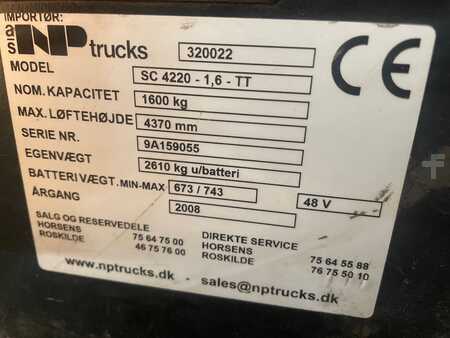 IMPORTØR:
a/s NP trucks 320022
MODEL SC 4220 - 1,6 - TT
NOM. KAPACITET 1600 kg
MAX. LØFTEHØJDE 4370 mm
SERIE NR. 9A159055
EGENVÆGT 2610 kg u/batteri
BATTERIVÆGT. MIN-MAX 673 / 743 48 V
ÅRGANG 2008
CE
SALG OG RESERVEDELE
HORSENS 75 64 75 00
ROSKILDE 46 75 76 00
DIREKTE SERVICE
HORSENS 75 64 55 88
ROSKILDE 76 75 50 10
www.nptrucks.dk - sales@nptrucks.dk